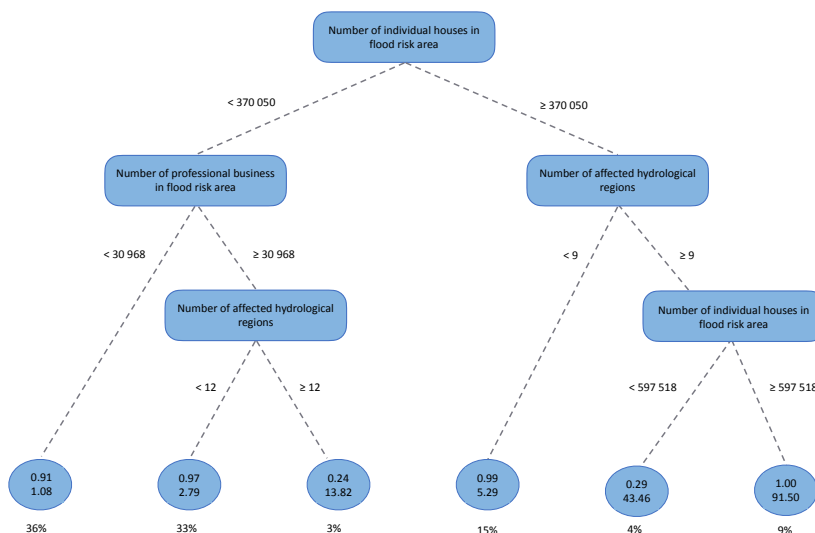 Number of individual houses in
flood risk area
< 370 050
≥ 370 050
Number of professional business
in flood risk area
Number of affected hydrological
regions
< 30 968
≥ 30 968
< 9
≥ 9
Number of affected hydrological
regions
Number of individual houses in
flood risk area
< 12
≥ 12
< 597 518
≥ 597 518
0.91
1.08
0.97
2.79
0.24
13.82
0.99
5.29
0.29
43.46
1.00
91.50
36%
33%
3%
15%
4%
9%